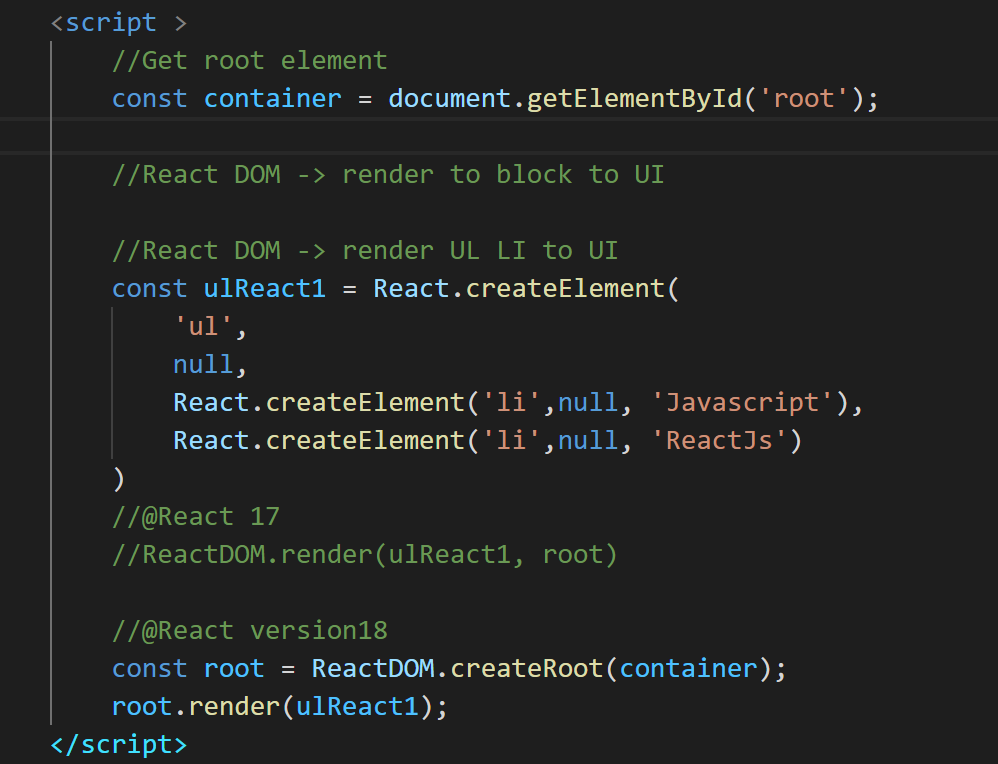 <script >
//Get root element
const container = document.getElementById('root');
//React DOM -> render to block to UI
//React DOM -> render UL LI to UI
const ulReact1 = React.createElement(
'ul',
null,
React.createElement('li',null, 'Javascript'),
React.createElement('li',null, 'ReactJs')
)
//@React 17
//ReactDOM.render(ulReact1, root)
//@React version18
const root = ReactDOM.createRoot(container);
root.render(ulReact1);
</script>